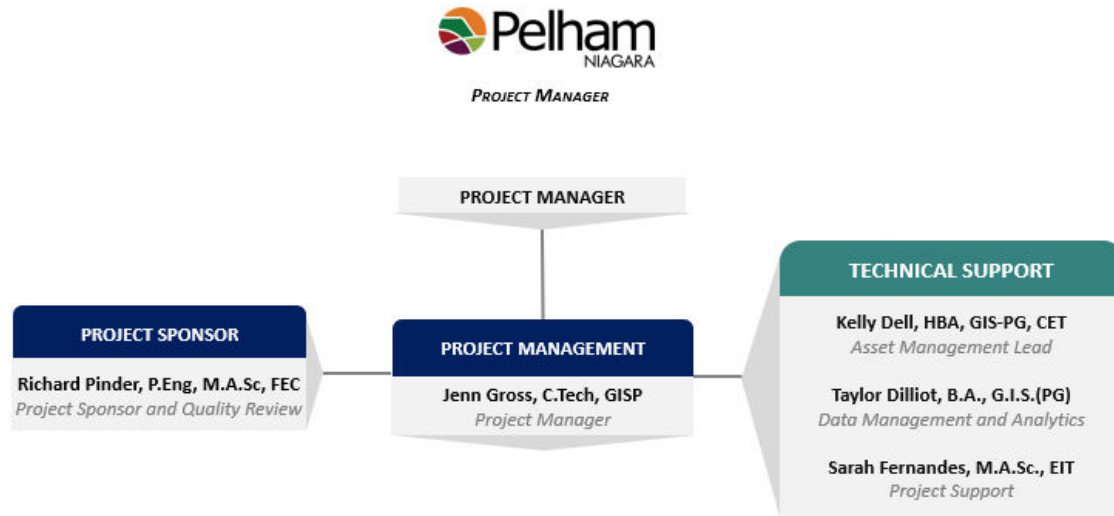 Pelham
NIAGARA
PROJECT MANAGER
PROJECT MANAGER
PROJECT SPONSOR
Richard Pinder, P.Eng, M.A.Sc, FEC
Project Sponsor and Quality Review
PROJECT MANAGEMENT
Jenn Gross, C.Tech, GISP
Project Manager
TECHNICAL SUPPORT
Kelly Dell, HBA, GIS-PG, CET
Asset Management Lead
Taylor Dilliot, B.A., G.I.S.(PG)
Data Management and Analytics
Sarah Fernandes, M.A.Sc., EIT
Project Support